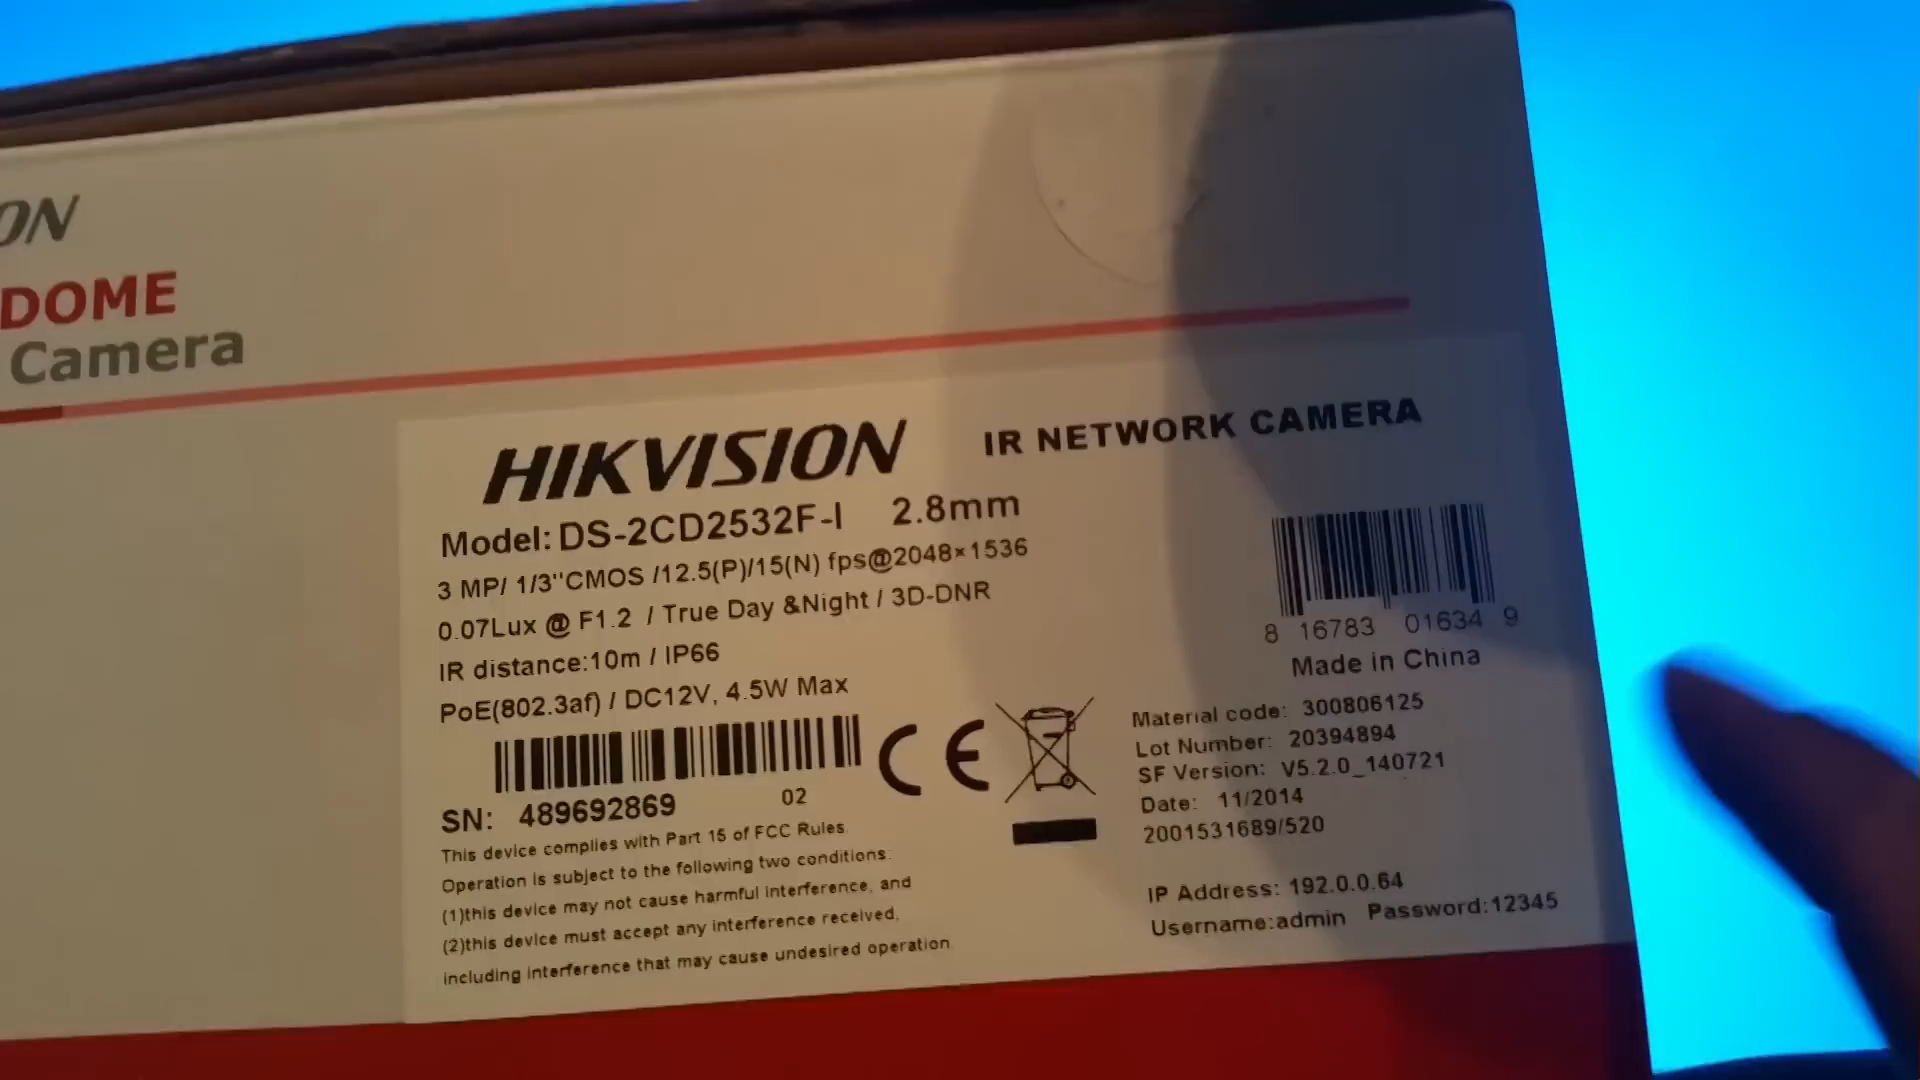 ON
DOME
Camera
HIKVISION IR NETWORK CAMERA
Model: DS-2CD2532F-I 2.8mm
3 MP/ 1/3''CMOS /12.5(P)/15(N) fps@2048×1536
0.07Lux @ F1.2 / True Day &Night / 3D-DNR
IR distance:10m / IP66
PoE(802.3af) / DC12V, 4.5W Max
SN: 489692869 02
This device complies with Part 15 of FCC Rules.
Operation is subject to the following two conditions:
(1)this device may not cause harmful interference, and
(2)this device must accept any interference received,
including interference that may cause undesired operation.
8 16783 01634 9
Made in China
CE
Material code: 300806125
Lot Number: 20394894
SF Version: V5.2.0_140721
Date: 11/2014
2001531689/520
IP Address: 192.0.0.64
Username:admin Password:12345